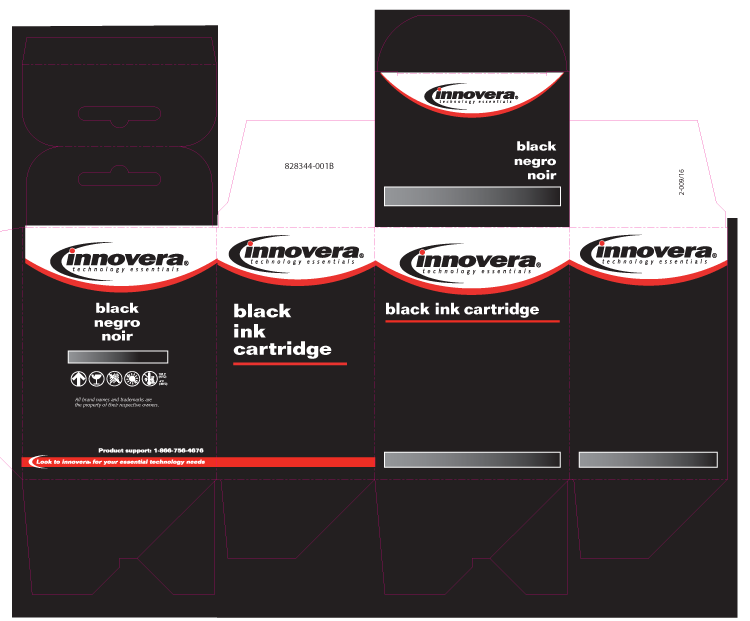 innovera®
technology essentials
black
negro
noir
828344-001B
2-009/16
innovera®
technology essentials
black
negro
noir
All brand names and trademarks are
the property of their respective owners.
Product support: 1-866-756-4676
Look to innovera® for your essential technology needs
innovera®
technology essentials
black
ink
cartridge
innovera®
technology essentials
black ink cartridge
innovera®
technology essentials